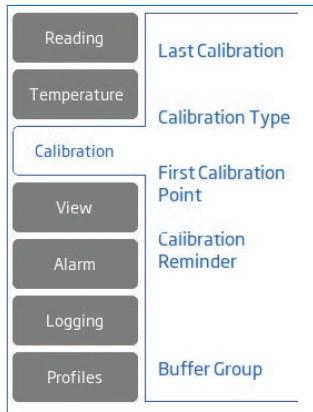 Reading
Temperature
Calibration
View
Alarm
Logging
Profiles
Last Calibration
Calibration Type
First Calibration
Point
Calibration
Reminder
Buffer Group